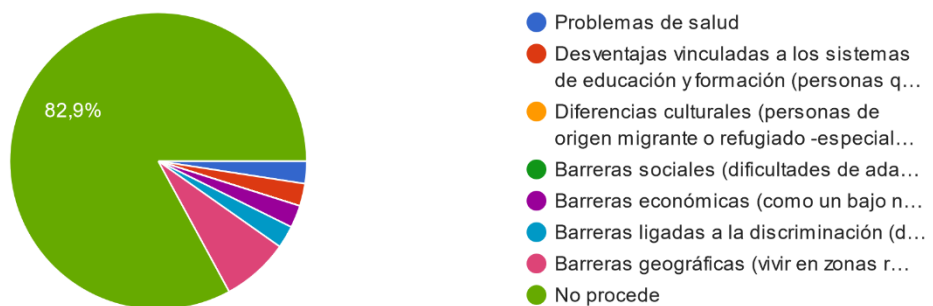 82,9%
Problemas de salud
Desventajas vinculadas a los sistemas
de educación y formación (personas q...
Diferencias culturales (personas de
origen migrante o refugiado -especial...
Barreras sociales (dificultades de ada...
Barreras económicas (como un bajo n...
Barreras ligadas a la discriminación (d...
Barreras geográficas (vivir en zonas r...
No procede